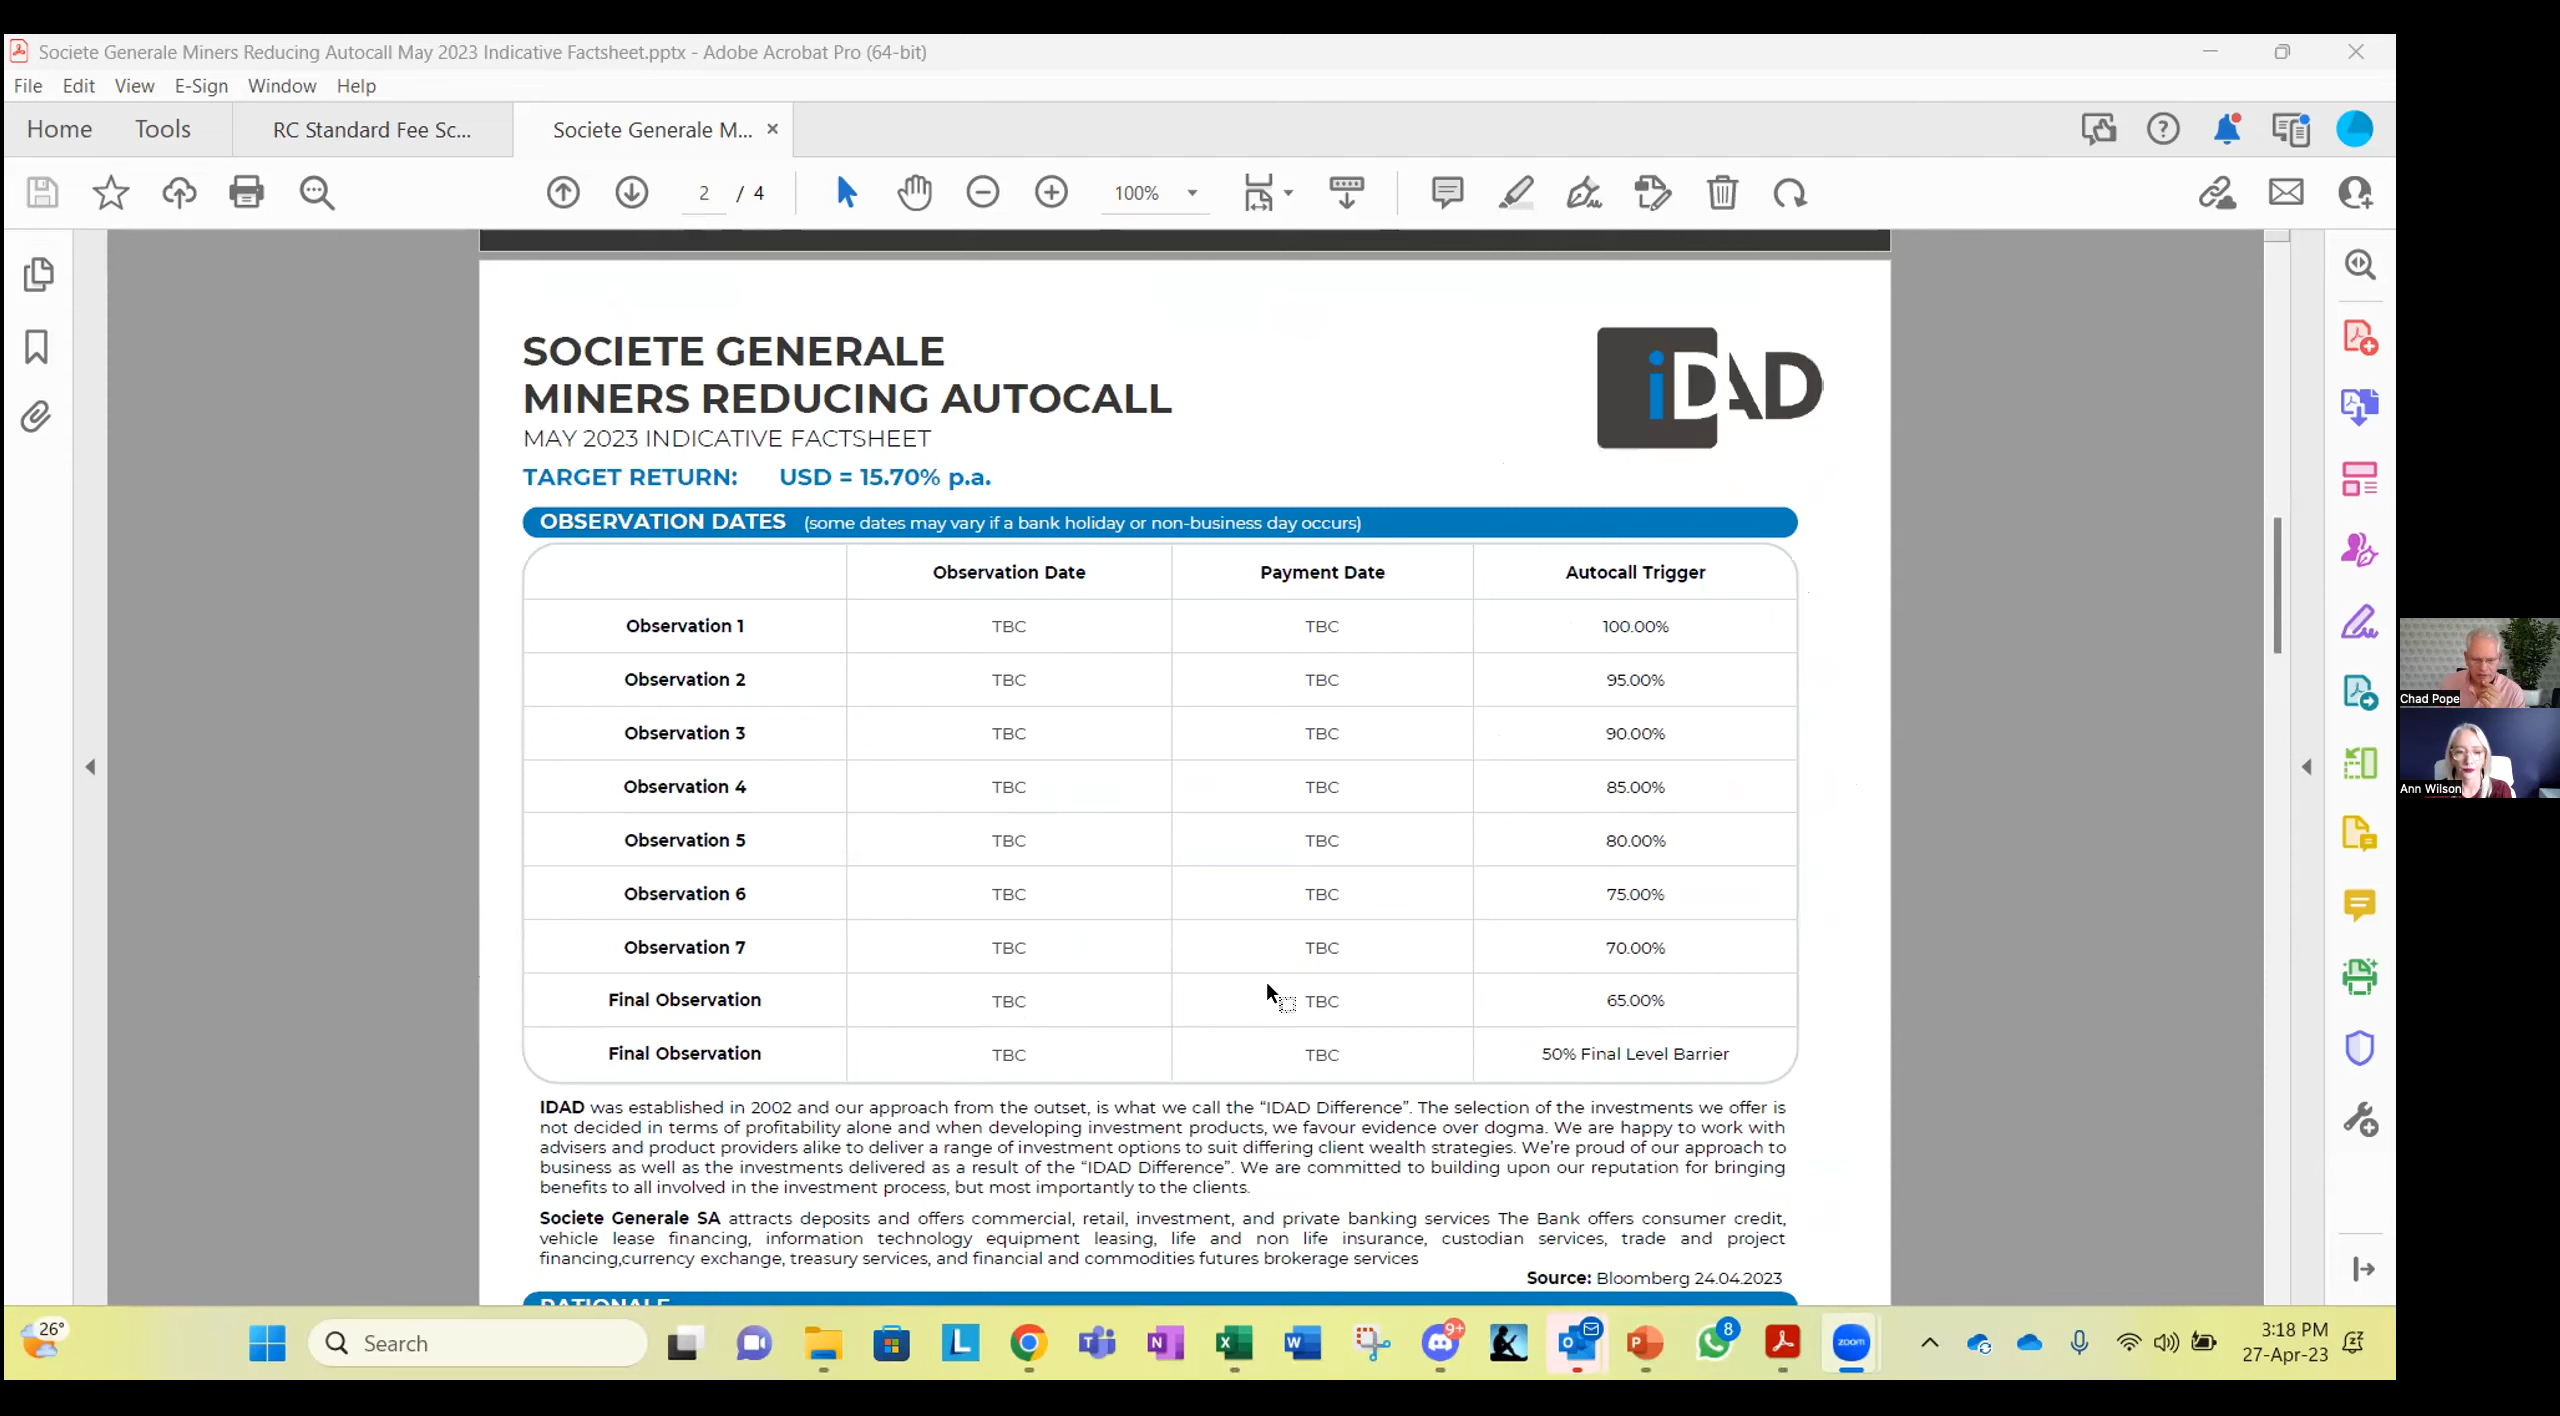 Societe Generale Miners Reducing Autocall May 2023 Indicative Factsheet.pptx - Adobe Acrobat Pro (64-bit)
File Edit View E-Sign Window Help
Home Tools RC Standard Fee Sc... Societe Generale M... ×
2 / 4 100%
SOCIETE GENERALE
MINERS REDUCING AUTOCALL
MAY 2023 INDICATIVE FACTSHEET
iDAD
TARGET RETURN: USD = 15.70% p.a.
OBSERVATION DATES (some dates may vary if a bank holiday or non-business day occurs)
Observation Date Payment Date Autocall Trigger
Observation 1 TBC TBC 100.00%
Observation 2 TBC TBC 95.00%
Observation 3 TBC TBC 90.00%
Observation 4 TBC TBC 85.00%
Observation 5 TBC TBC 80.00%
Observation 6 TBC TBC 75.00%
Observation 7 TBC TBC 70.00%
Final Observation TBC TBC 65.00%
Final Observation TBC TBC 50% Final Level Barrier
IDAD was established in 2002 and our approach from the outset, is what we call the “IDAD Difference”. The selection of the investments we offer is
not decided in terms of profitability alone and when developing investment products, we favour evidence over dogma. We are happy to work with
advisers and product providers alike to deliver a range of investment options to suit differing client wealth strategies. We’re proud of our approach to
business as well as the investments delivered as a result of the “IDAD Difference”. We are committed to building upon our reputation for bringing
benefits to all involved in the investment process, but most importantly to the clients.
Societe Generale SA attracts deposits and offers commercial, retail, investment, and private banking services The Bank offers consumer credit,
vehicle lease financing, information technology equipment leasing, life and non life insurance, custodian services, trade and project
financing,currency exchange, treasury services, and financial and commodities futures brokerage services
Source: Bloomberg 24.04.2023
RATIONALE
Chad Pope
Ann Wilson
26°
Search
9+
8
zoom
3:18 PM
27-Apr-23